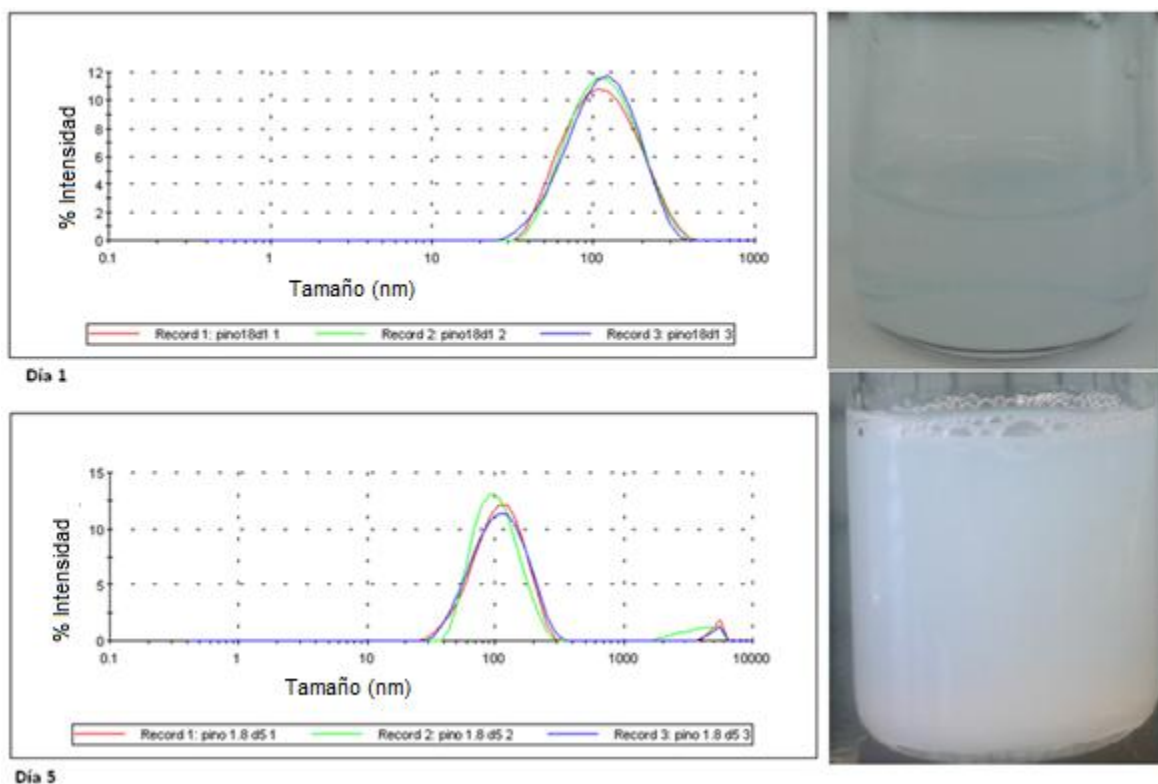 12
10
8
6
4
2
0
% Intensidad
0.1 1 10 100 1000
Tamaño (nm)
Record 1: pino18d1 1 Record 2: pino18d1 2 Record 3: pino18d1 3
Día 1
15
10
5
0
% Intensidad
0.1 1 10 100 1000 10000
Tamaño (nm)
Record 1: pino 1.8 d5 1 Record 2: pino 1.8 d5 2 Record 3: pino 1.8 d5 3
Día 5